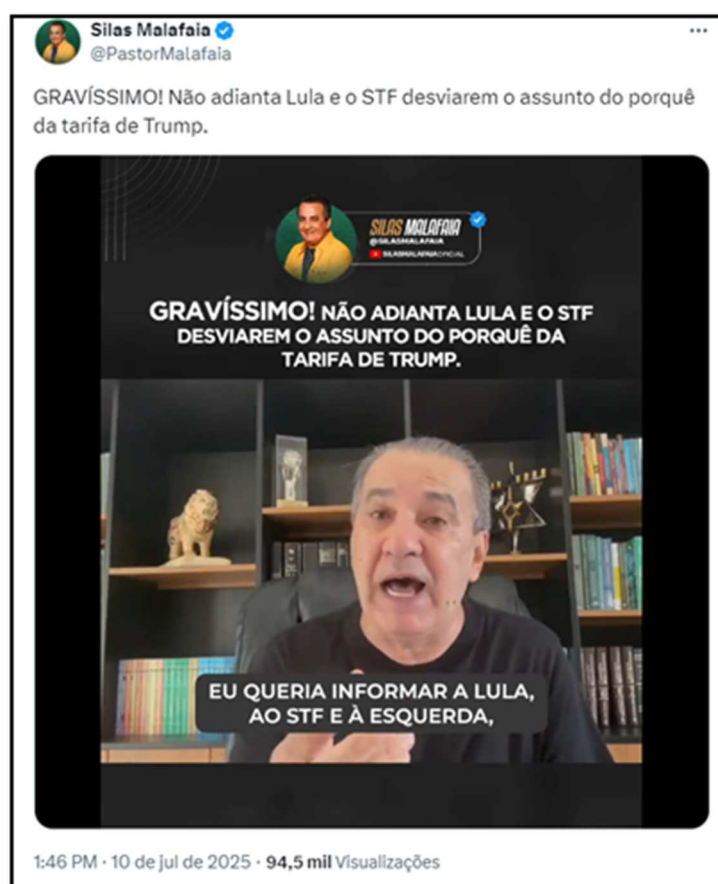 Silas Malafaia
@PastorMalafaia
GRAVÍSSIMO! Não adianta Lula e o STF desviarem o assunto do porquê
da tarifa de Trump.
SILAS MALAFAIA
@SILASMALAFAIA
SILASMALAFAIAOFICIAL
GRAVÍSSIMO! NÃO ADIANTA LULA E O STF
DESVIAREM O ASSUNTO DO PORQUÊ DA
TARIFA DE TRUMP.
EU QUERIA INFORMAR A LULA,
AO STF E À ESQUERDA,
1:46 PM · 10 de jul de 2025 · 94,5 mil Visualizações